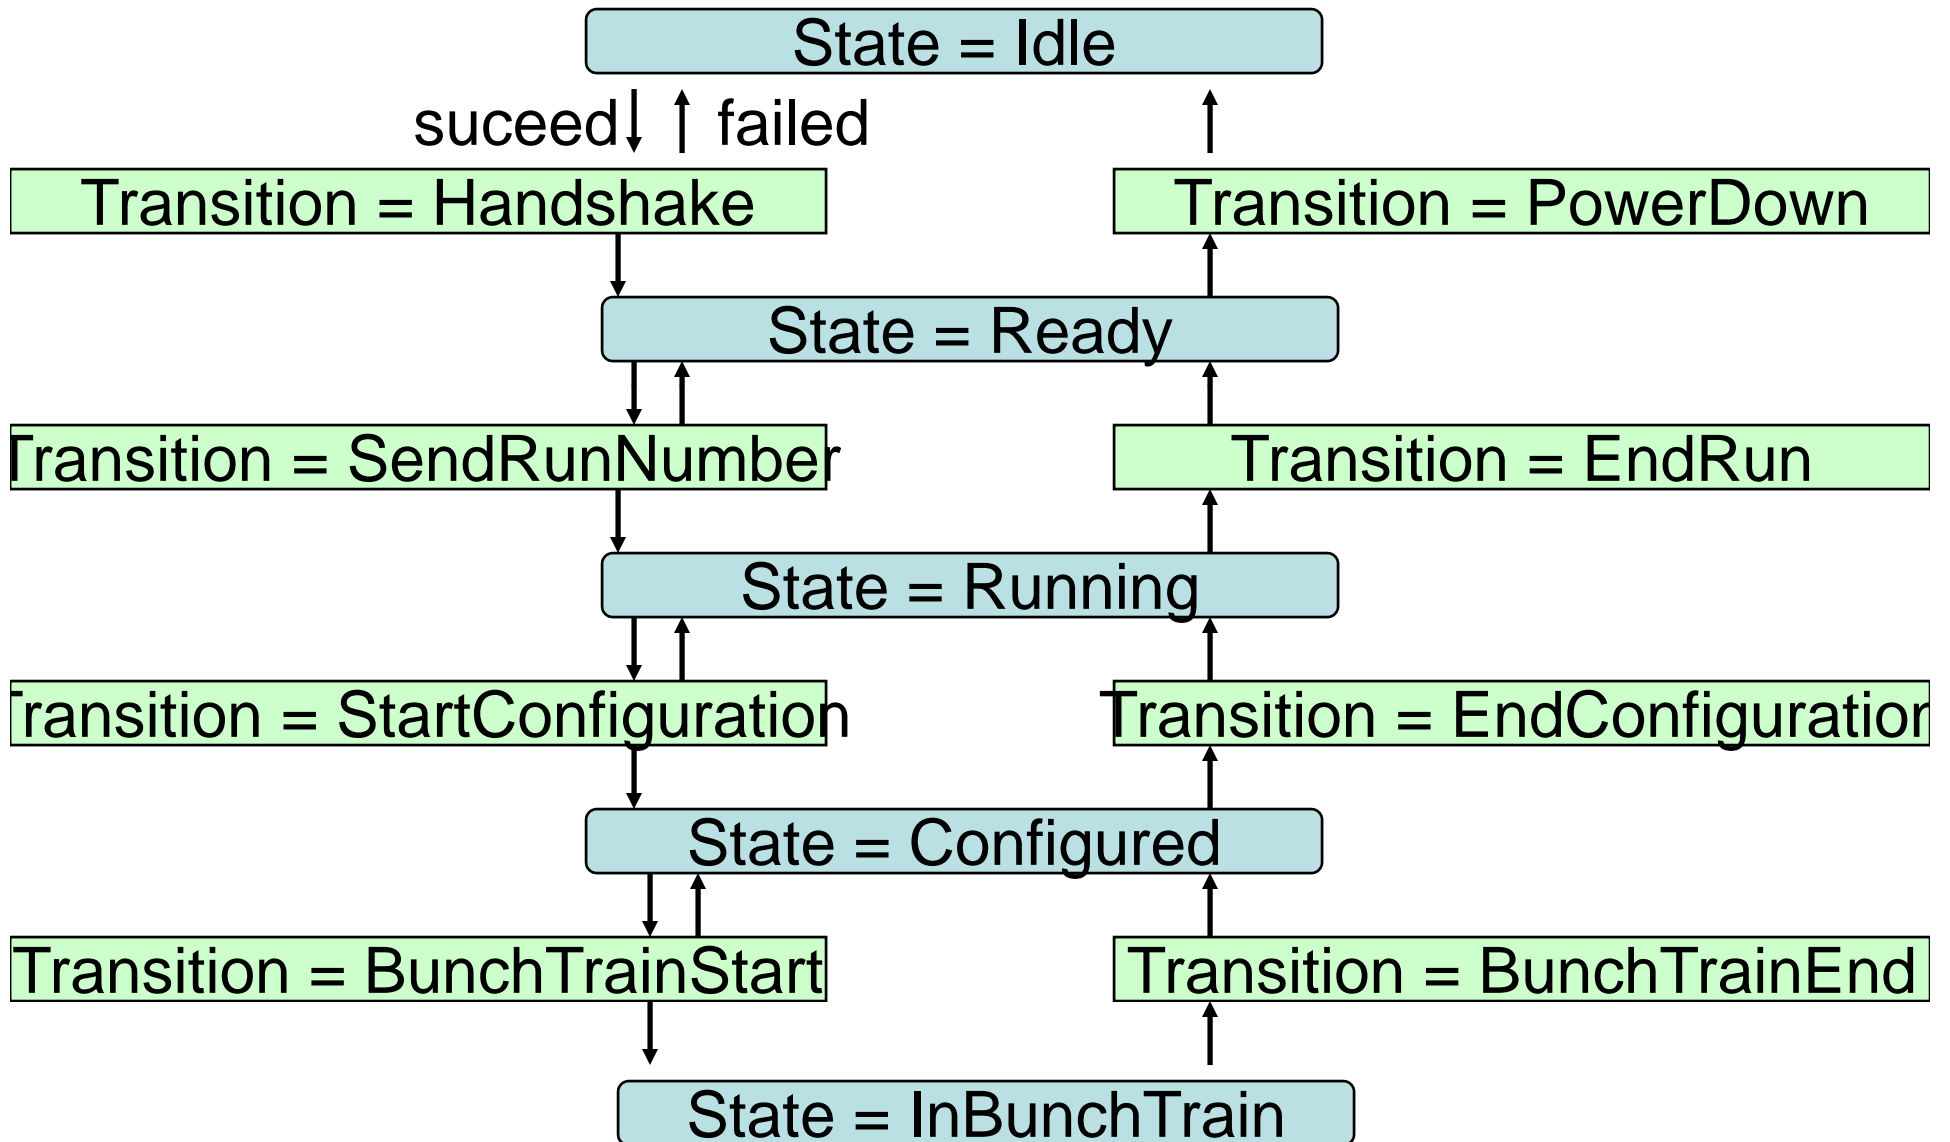 State = Idle
suceed
failed
Transition = Handshake
Transition = PowerDown
State = Ready
Transition = SendRunNumber
Transition = EndRun
State = Running
Transition = StartConfiguration
Transition = EndConfiguration
State = Configured
Transition = BunchTrainStart
Transition = BunchTrainEnd
State = InBunchTrain